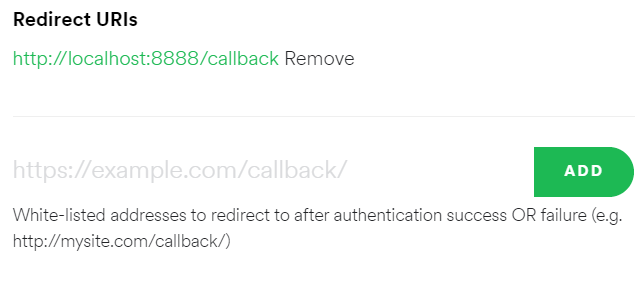 Redirect URIs
http://localhost:8888/callback Remove
https://example.com/callback/
ADD
White-listed addresses to redirect to after authentication success OR failure (e.g.
http://mysite.com/callback/)